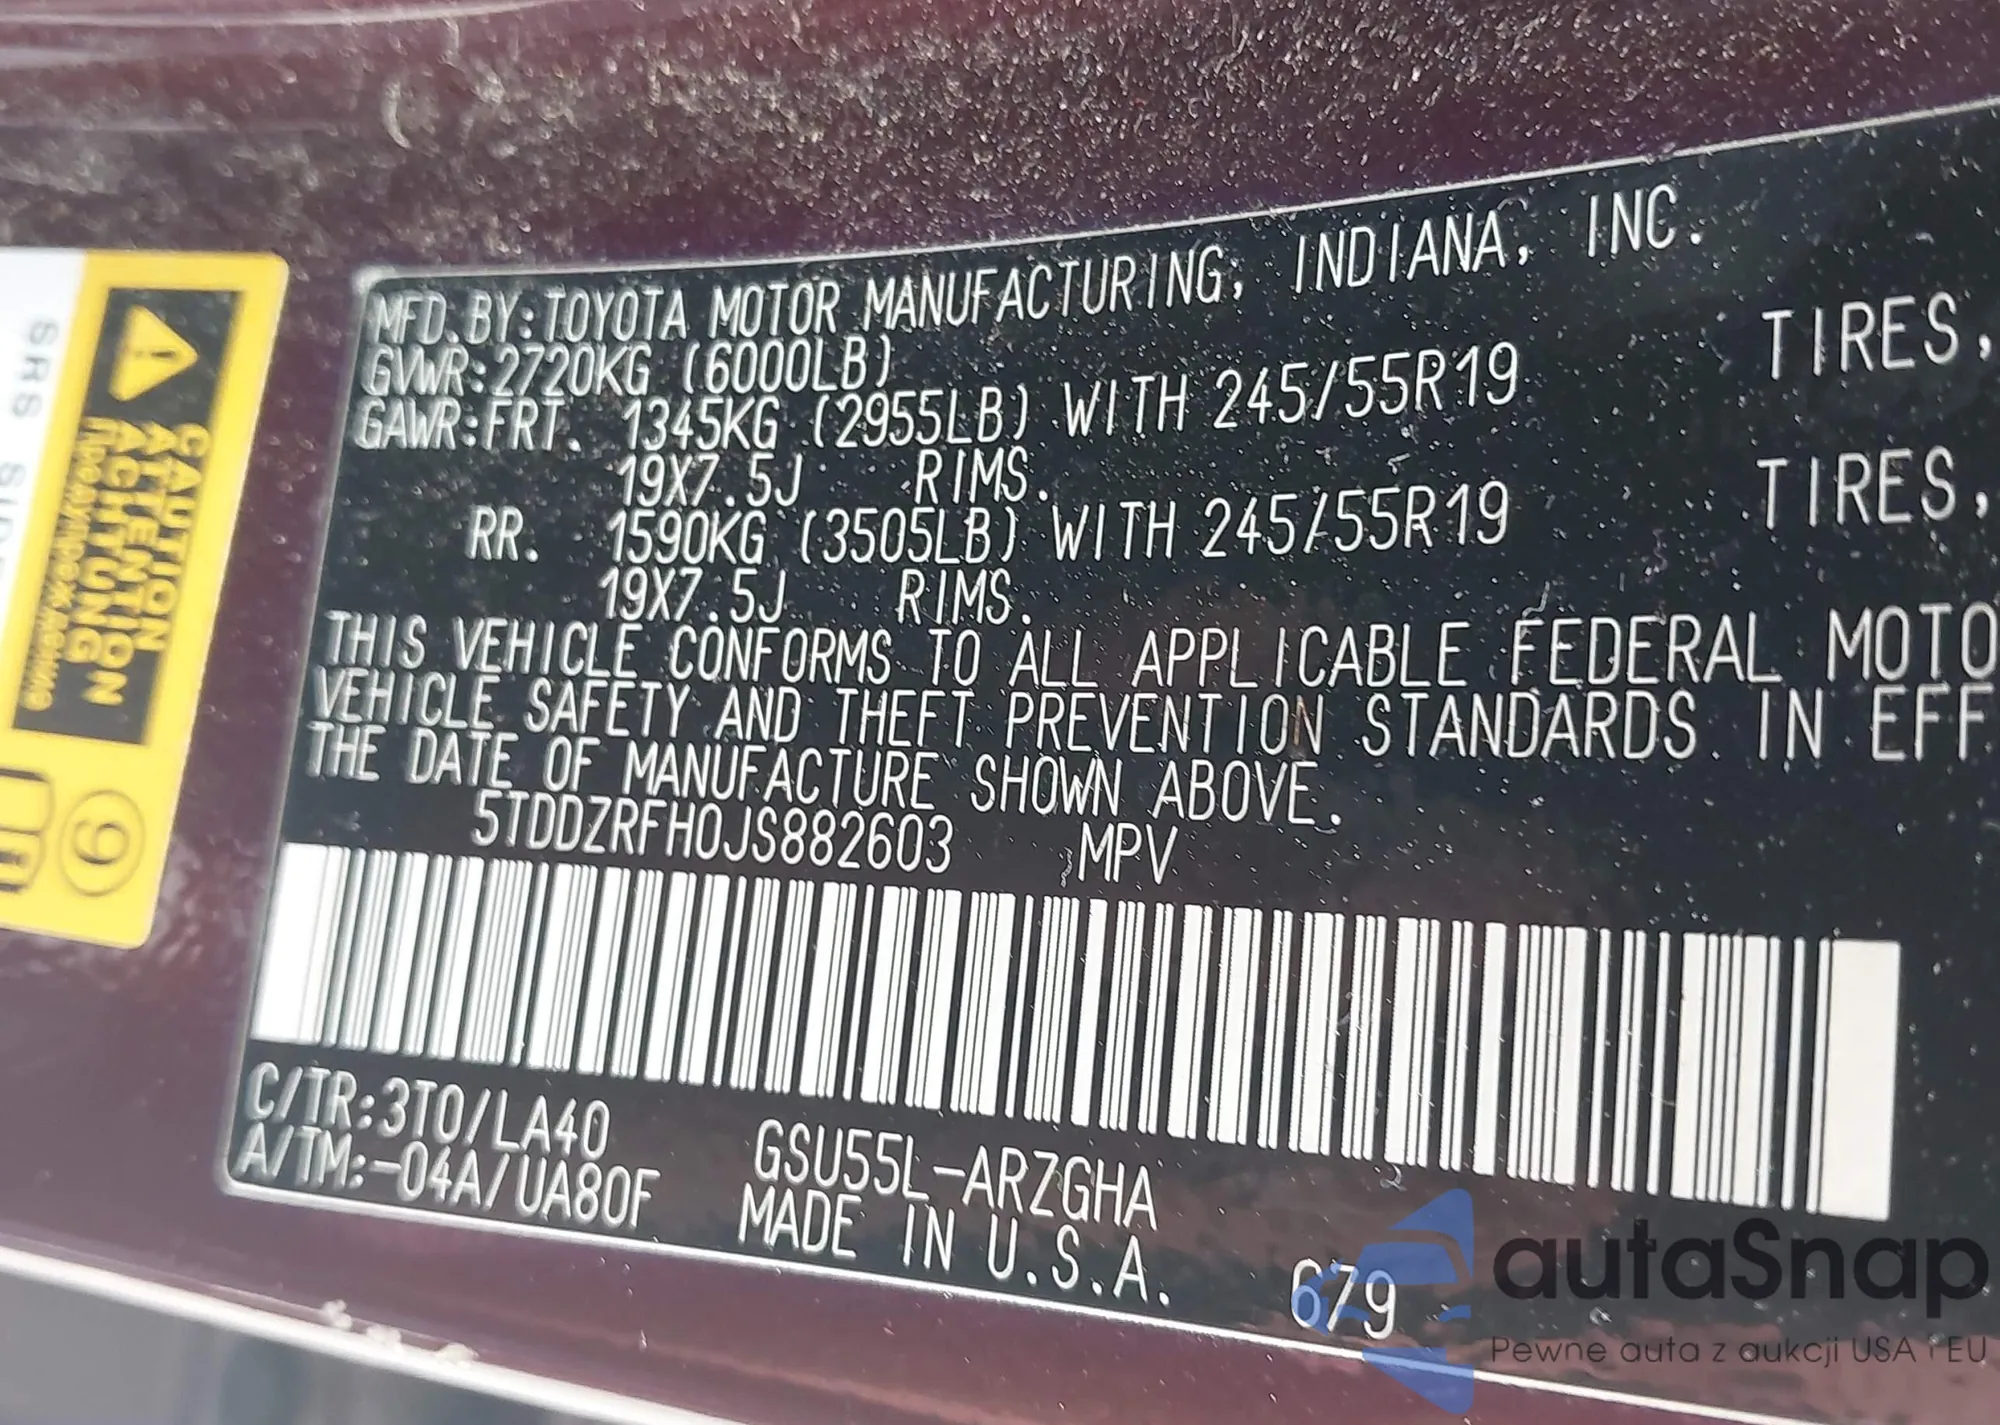 MFD.BY:TOYOTA MOTOR MANUFACTURING, INDIANA, INC.
GVWR:2720KG (6000LB)
GAWR:FRT. 1345KG (2955LB) WITH 245/55R19 TIRES,
19X7.5J RIMS.
RR. 1590KG (3505LB) WITH 245/55R19 TIRES,
19X7.5J RIMS.
THIS VEHICLE CONFORMS TO ALL APPLICABLE FEDERAL MOTO
VEHICLE SAFETY AND THEFT PREVENTION STANDARDS IN EFF
THE DATE OF MANUFACTURE SHOWN ABOVE.
5TDDZRFH0JS882603 MPV
C/TR:3T0/LA40 GSU55L-ARZGHA
A/TM:-04A/UA80F MADE IN U.S.A.
679
CAUTION
ATTENTION
ACHTUNG
ПРЕДУПРЕЖДЕНИЕ
SRS
9
autaSnap
Pewne auta z aukcji USA i EU